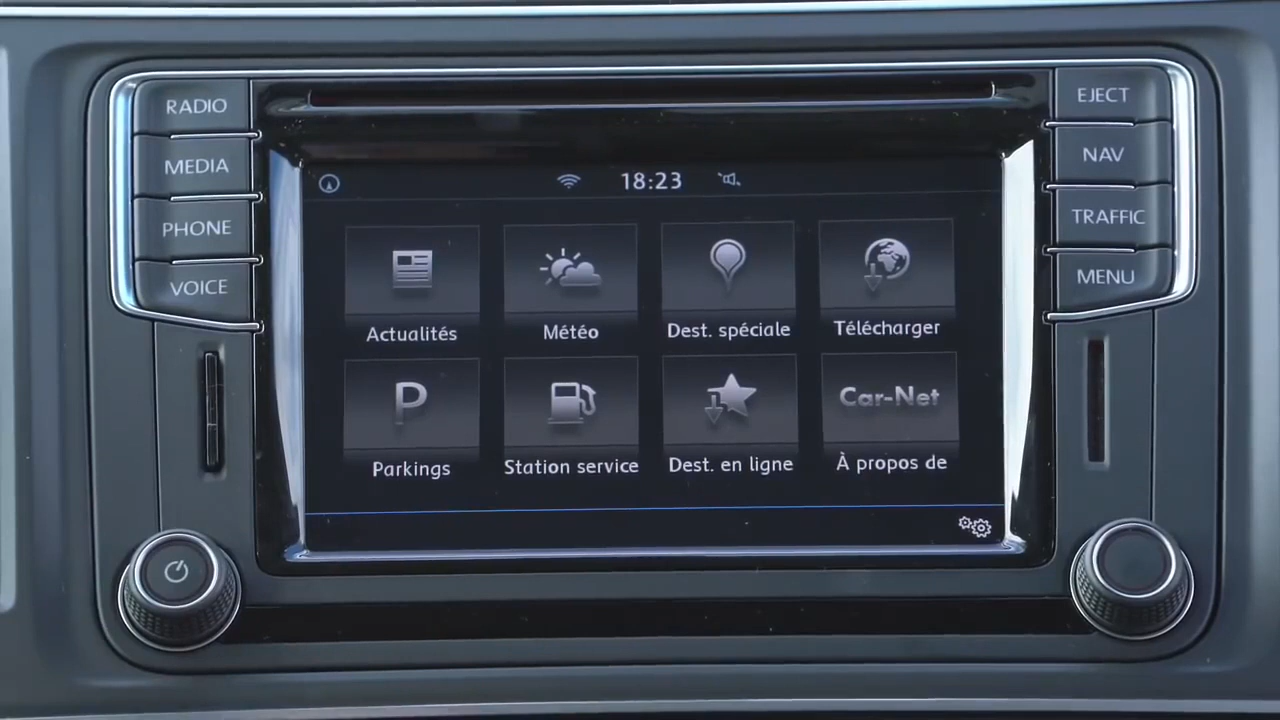 RADIO
EJECT
MEDIA
NAV
PHONE
TRAFFIC
VOICE
MENU
18:23
Actualités
Météo
Dest. spéciale
Télécharger
P
Car-Net
Parkings
Station service
Dest. en ligne
À propos de